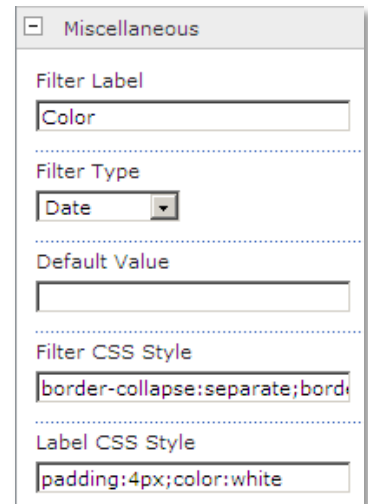 Miscellaneous
Filter Label
Color
Filter Type
Date
Default Value
Filter CSS Style
border-collapse:separate;borde
Label CSS Style
padding:4px;color:white